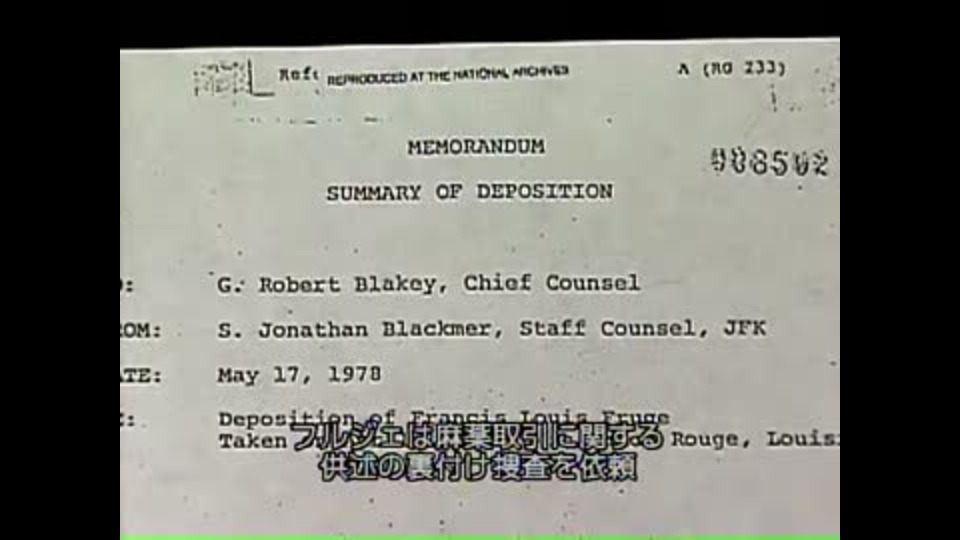 REPRODUCED AT THE NATIONAL ARCHIVES
A (RG 233)
MEMORANDUM
008502
SUMMARY OF DEPOSITION
G. Robert Blakey, Chief Counsel
OM: S. Jonathan Blackmer, Staff Counsel, JFK
TE: May 17, 1978
Deposition of Francis Louis Fruge
Taken Rouge, Louis
フルジェは麻薬取引に関する
供述の裏付け捜査を依頼